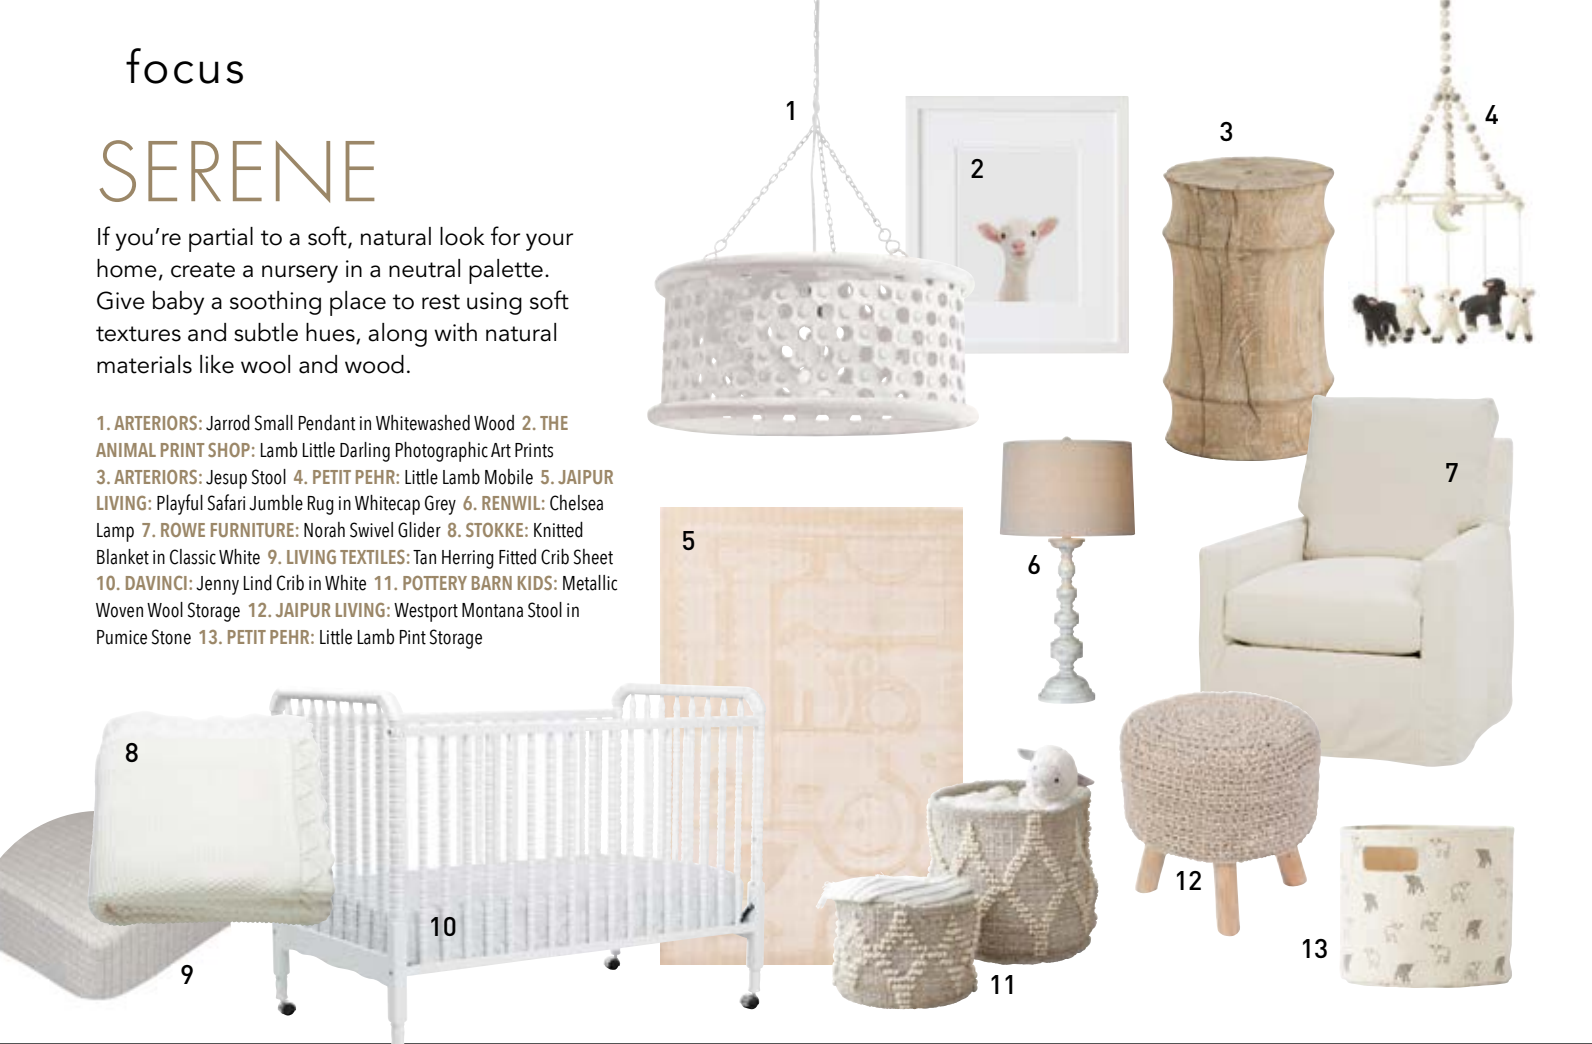 focus
SERENE
If you’re partial to a soft, natural look for your
home, create a nursery in a neutral palette.
Give baby a soothing place to rest using soft
textures and subtle hues, along with natural
materials like wool and wood.
1. ARTERIORS: Jarrod Small Pendant in Whitewashed Wood 2. THE
ANIMAL PRINT SHOP: Lamb Little Darling Photographic Art Prints
3. ARTERIORS: Jesup Stool 4. PETIT PEHR: Little Lamb Mobile 5. JAIPUR
LIVING: Playful Safari Jumble Rug in Whitecap Grey 6. RENWIL: Chelsea
Lamp 7. ROWE FURNITURE: Norah Swivel Glider 8. STOKKE: Knitted
Blanket in Classic White 9. LIVING TEXTILES: Tan Herring Fitted Crib Sheet
10. DAVINCI: Jenny Lind Crib in White 11. POTTERY BARN KIDS: Metallic
Woven Wool Storage 12. JAIPUR LIVING: Westport Montana Stool in
Pumice Stone 13. PETIT PEHR: Little Lamb Pint Storage
1
2
3
4
5
6
7
8
9
10
11
12
13